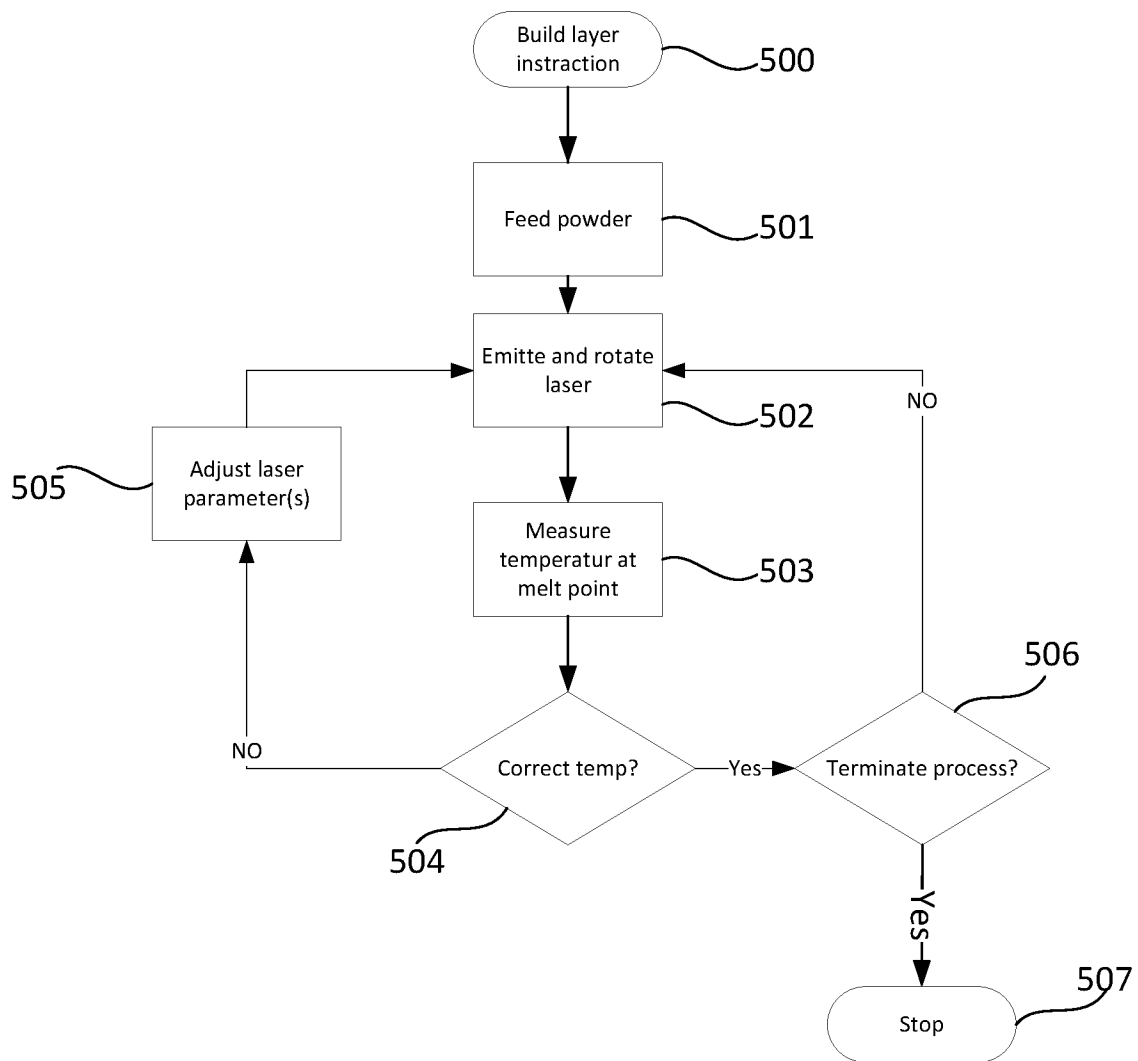 Build layer
instraction
500
Feed powder
501
Emitte and rotate
laser
502
NO
Adjust laser
parameter(s)
505
Measure
temperatur at
melt point
503
506
NO
Correct temp?
Yes
Terminate process?
504
Yes
Stop
507